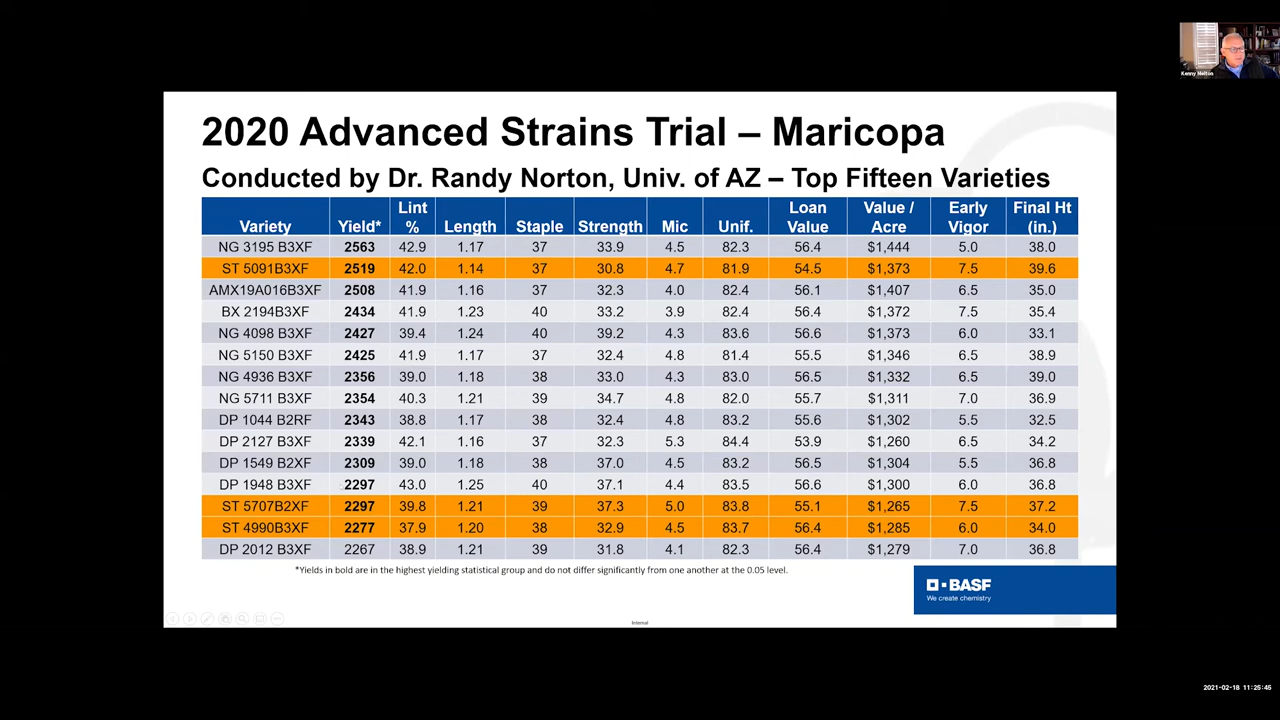 Kenny Melton
2020 Advanced Strains Trial – Maricopa
Conducted by Dr. Randy Norton, Univ. of AZ – Top Fifteen Varieties
Variety Yield* Lint % Length Staple Strength Mic Unif. Loan Value Value / Acre Early Vigor Final Ht (in.)
NG 3195 B3XF 2563 42.9 1.17 37 33.9 4.5 82.3 56.4 $1,444 5.0 38.0
ST 5091B3XF 2519 42.0 1.14 37 30.8 4.7 81.9 54.5 $1,373 7.5 39.6
AMX19A016B3XF 2508 41.9 1.16 37 32.3 4.0 82.4 56.1 $1,407 6.5 35.0
BX 2194B3XF 2434 41.9 1.23 40 33.2 3.9 82.4 56.4 $1,372 7.5 35.4
NG 4098 B3XF 2427 39.4 1.24 40 39.2 4.3 83.6 56.6 $1,373 6.0 33.1
NG 5150 B3XF 2425 41.9 1.17 37 32.4 4.8 81.4 55.5 $1,346 6.5 38.9
NG 4936 B3XF 2356 39.0 1.18 38 33.0 4.3 83.0 56.5 $1,332 6.5 39.0
NG 5711 B3XF 2354 40.3 1.21 39 34.7 4.8 82.0 55.7 $1,311 7.0 36.9
DP 1044 B2RF 2343 38.8 1.17 38 32.4 4.8 83.2 55.6 $1,302 5.5 32.5
DP 2127 B3XF 2339 42.1 1.16 37 32.3 5.3 84.4 53.9 $1,260 6.5 34.2
DP 1549 B2XF 2309 39.0 1.18 38 37.0 4.5 83.2 56.5 $1,304 5.5 36.8
DP 1948 B3XF 2297 43.0 1.25 40 37.1 4.4 83.5 56.6 $1,300 6.0 36.8
ST 5707B2XF 2297 39.8 1.21 39 37.3 5.0 83.8 55.1 $1,265 7.5 37.2
ST 4990B3XF 2277 37.9 1.20 38 32.9 4.5 83.7 56.4 $1,285 6.0 34.0
DP 2012 B3XF 2267 38.9 1.21 39 31.8 4.1 82.3 56.4 $1,279 7.0 36.8
*Yields in bold are in the highest yielding statistical group and do not differ significantly from one another at the 0.05 level.
BASF
We create chemistry
Internal
2021-02-18 11:25:45